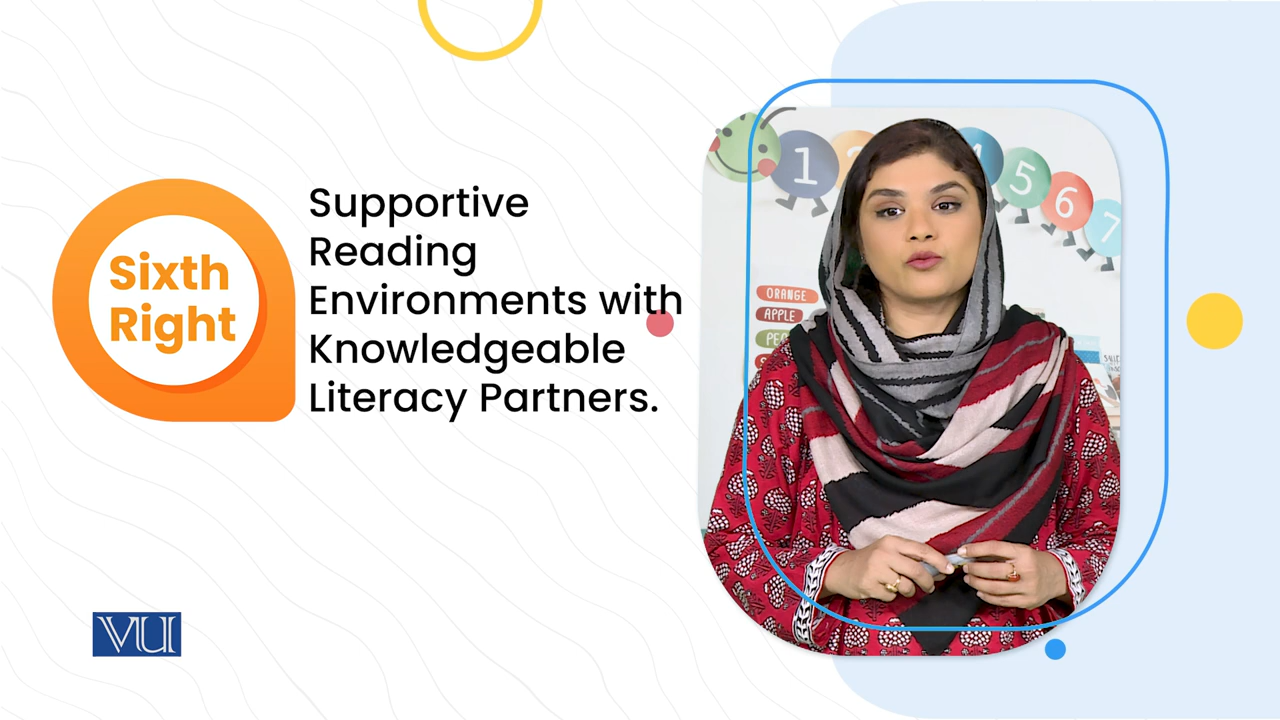 Sixth
Right
Supportive
Reading
Environments with
Knowledgeable
Literacy Partners.
1
5
6
7
ORANGE
APPLE
VU